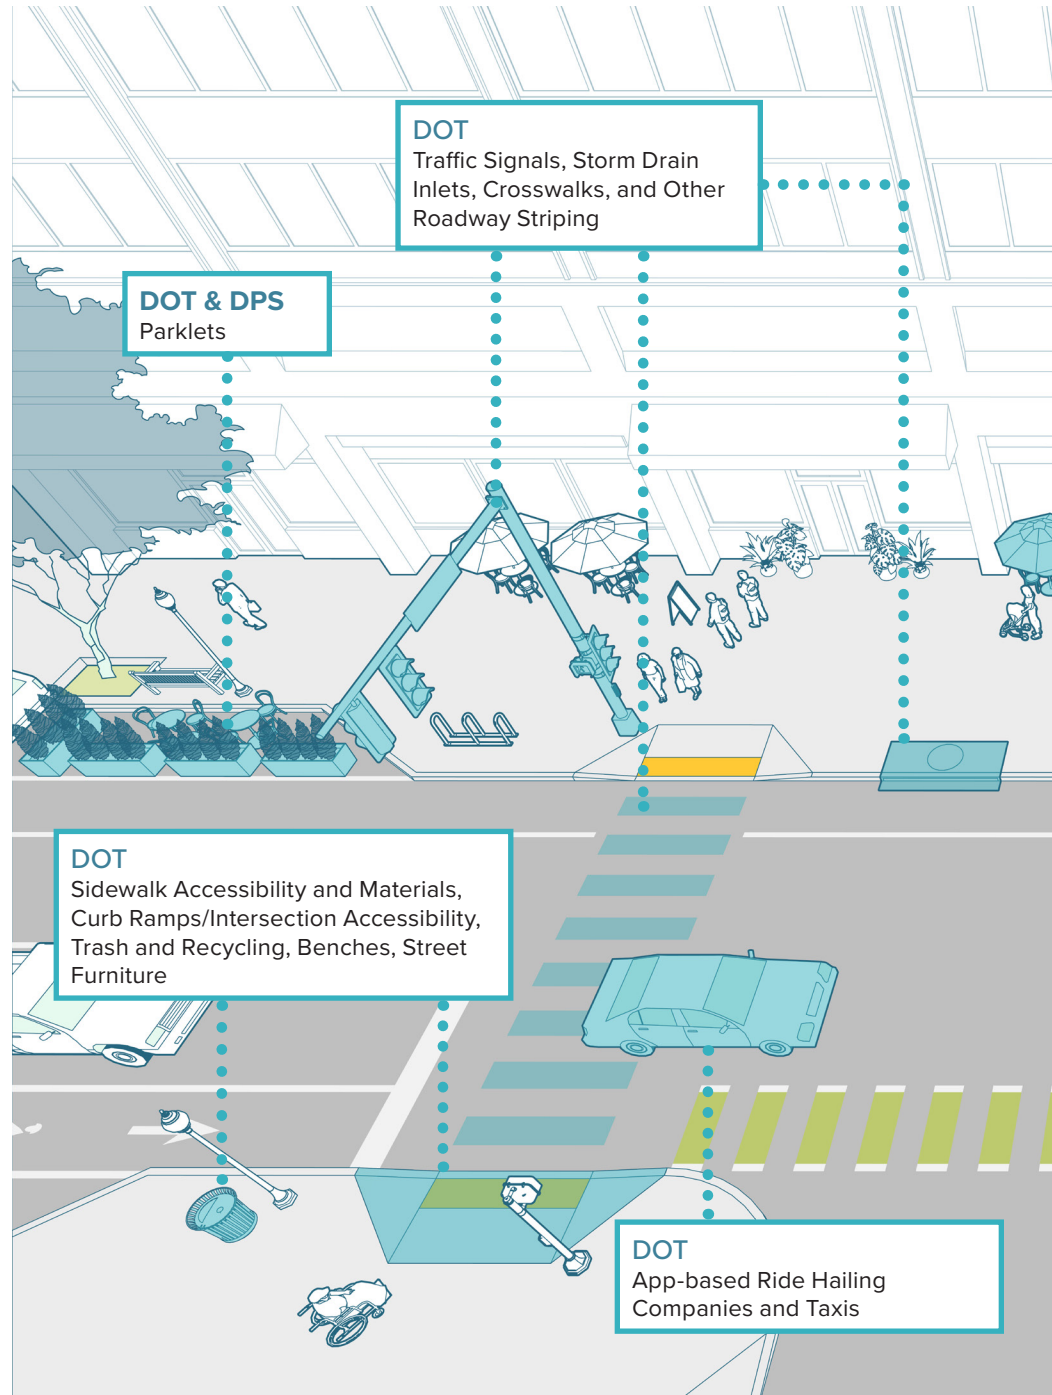 DOT
Traffic Signals, Storm Drain
Inlets, Crosswalks, and Other
Roadway Striping
DOT & DPS
Parklets
DOT
Sidewalk Accessibility and Materials,
Curb Ramps/Intersection Accessibility,
Trash and Recycling, Benches, Street
Furniture
DOT
App-based Ride Hailing
Companies and Taxis